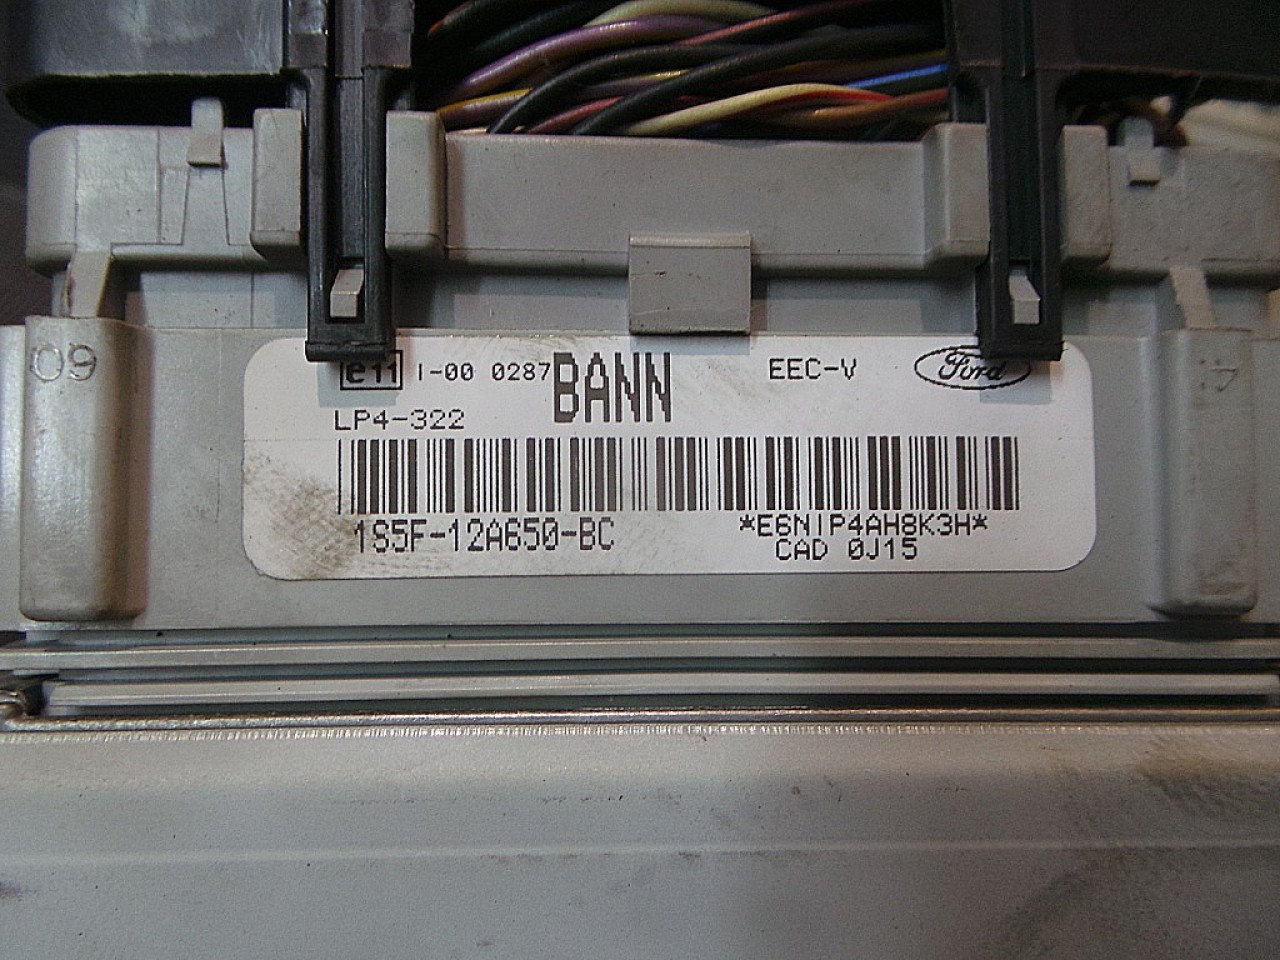 e11 I-00 0287 BANN EEC-V Ford
LP4-322
1S5F-12A650-BC *E6NIP4AH8K3H*
CAD 0J15
09